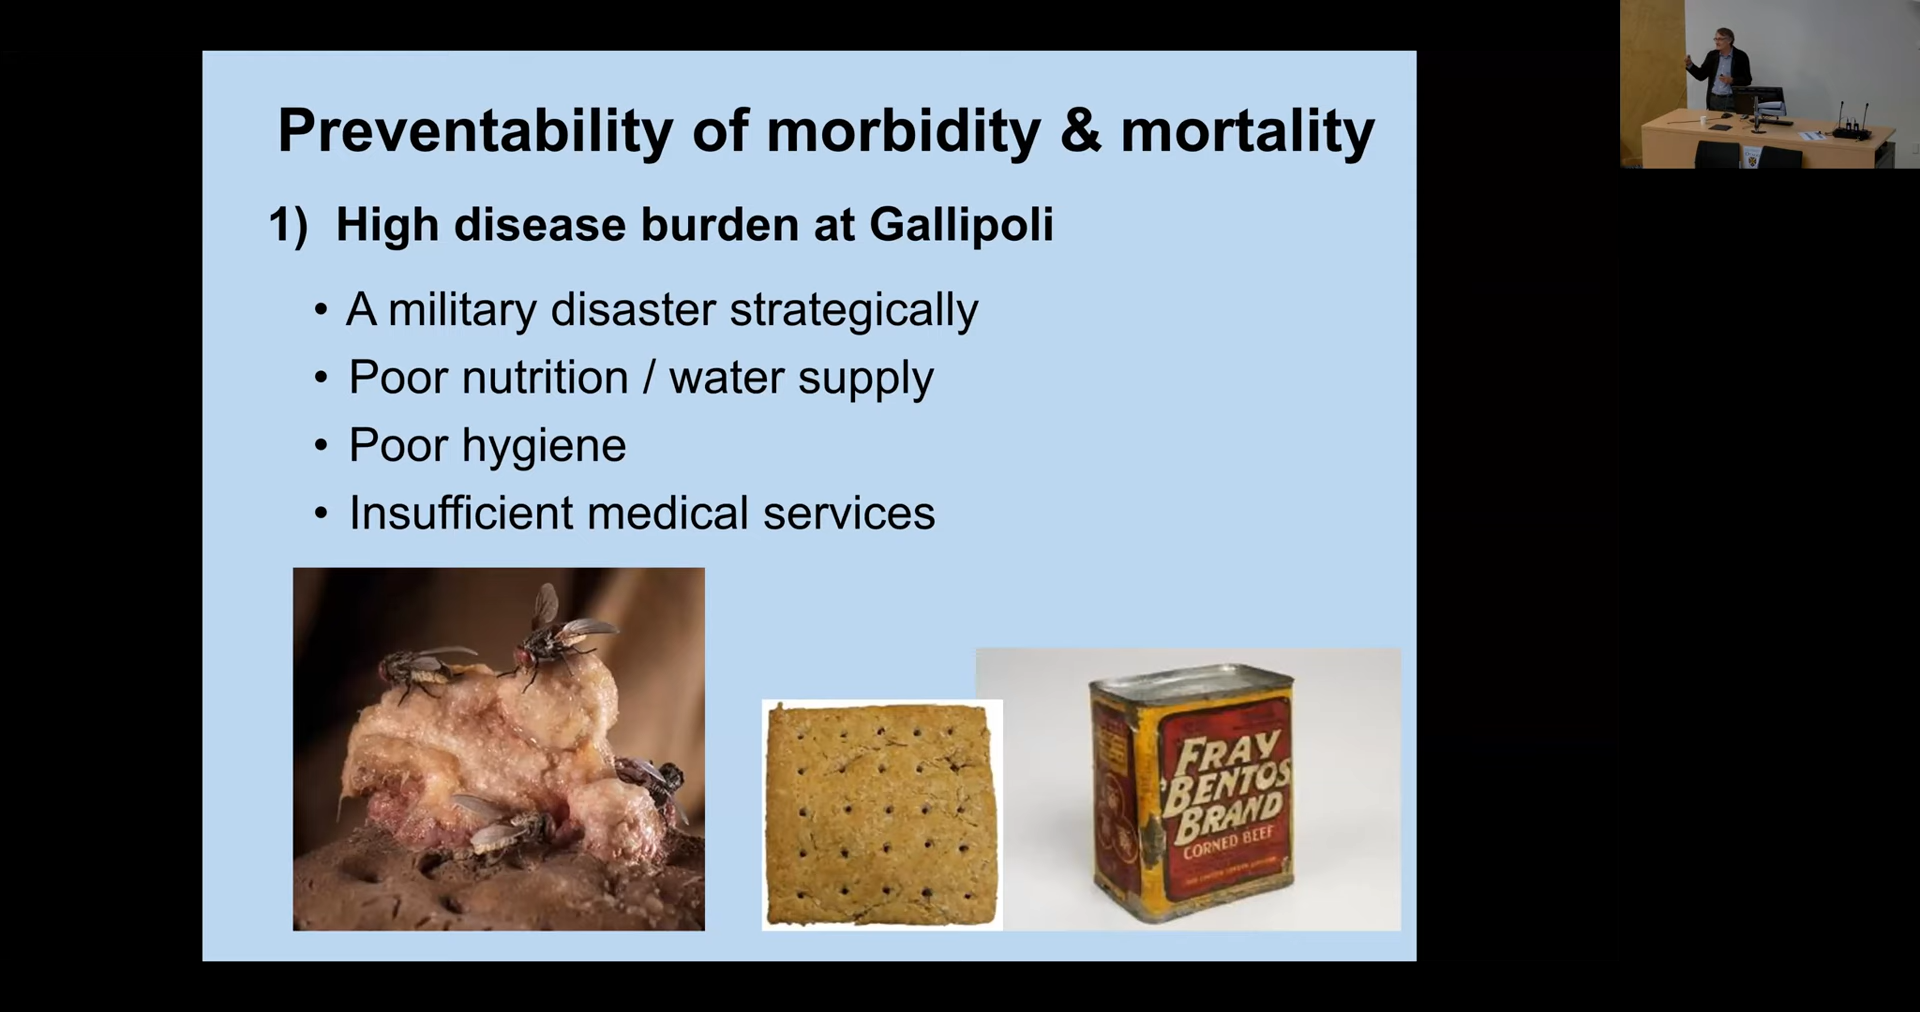 Preventability of morbidity & mortality
1) High disease burden at Gallipoli
• A military disaster strategically
• Poor nutrition / water supply
• Poor hygiene
• Insufficient medical services
FRAY
BENTOS
BRAND
CORNED BEEF